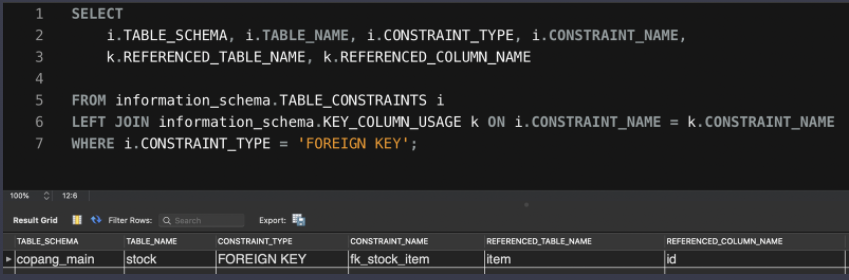 1 SELECT
2 i.TABLE_SCHEMA, i.TABLE_NAME, i.CONSTRAINT_TYPE, i.CONSTRAINT_NAME,
3 k.REFERENCED_TABLE_NAME, k.REFERENCED_COLUMN_NAME
4
5 FROM information_schema.TABLE_CONSTRAINTS i
6 LEFT JOIN information_schema.KEY_COLUMN_USAGE k ON i.CONSTRAINT_NAME = k.CONSTRAINT_NAME
7 WHERE i.CONSTRAINT_TYPE = 'FOREIGN KEY';
100% 12:6
Result Grid Filter Rows: Search Export:
TABLE_SCHEMA TABLE_NAME CONSTRAINT_TYPE CONSTRAINT_NAME REFERENCED_TABLE_NAME REFERENCED_COLUMN_NAME
copang_main stock FOREIGN KEY fk_stock_item item id